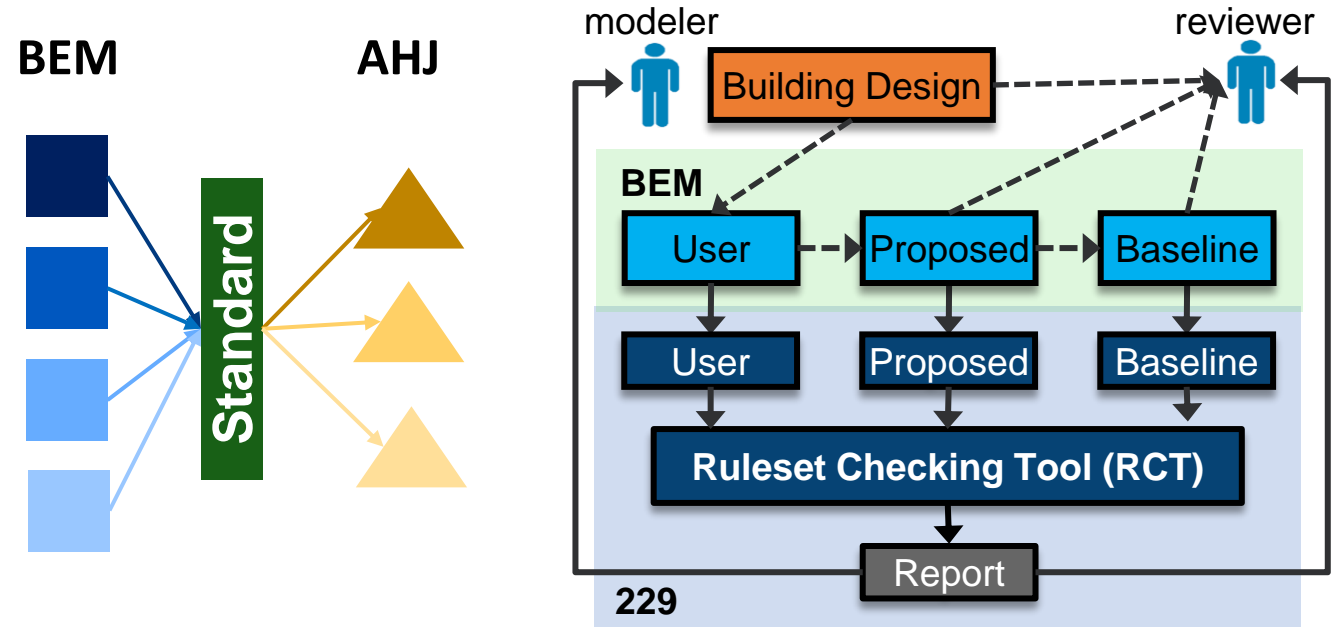 BEM
AHJ
Standard
modeler
reviewer
Building Design
BEM
User
Proposed
Baseline
User
Proposed
Baseline
Ruleset Checking Tool (RCT)
Report
229